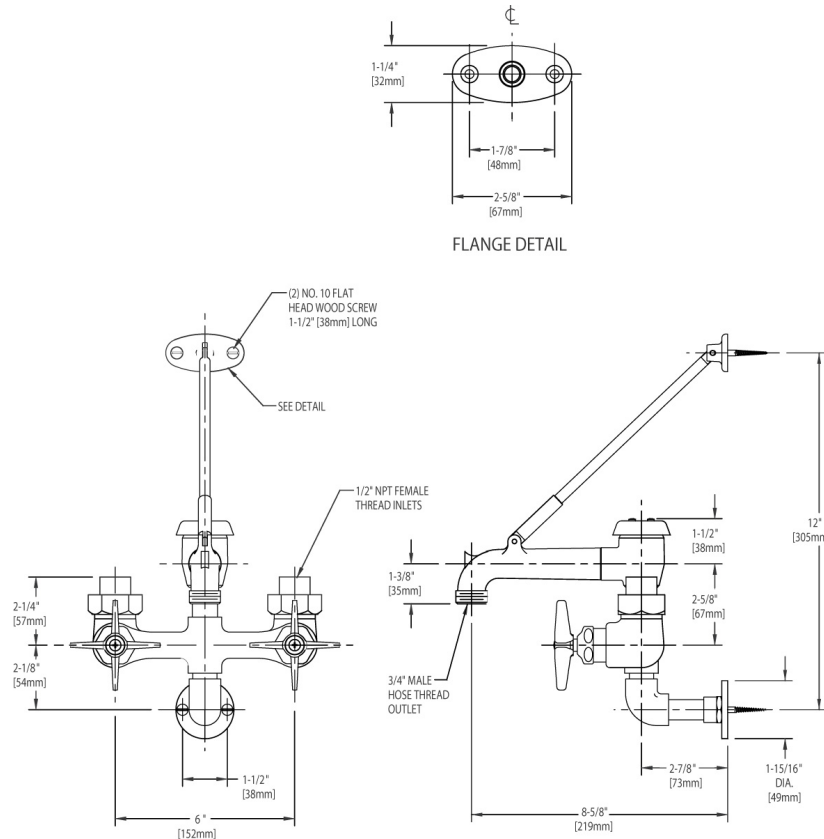 ℄
1-1/4"
[32mm]
1-7/8"
[48mm]
2-5/8"
[67mm]
FLANGE DETAIL
(2) NO. 10 FLAT
HEAD WOOD SCREW
1-1/2" [38mm] LONG
SEE DETAIL
1/2" NPT FEMALE
THREAD INLETS
2-1/4"
[57mm]
2-1/8"
[54mm]
1-1/2"
[38mm]
6"
[152mm]
12"
[305mm
1-1/2"
[38mm]
1-3/8"
[35mm]
2-5/8"
[67mm]
3/4" MALE
HOSE THREAD
OUTLET
2-7/8"
[73mm]
1-15/16"
DIA.
[49mm]
8-5/8"
[219mm]